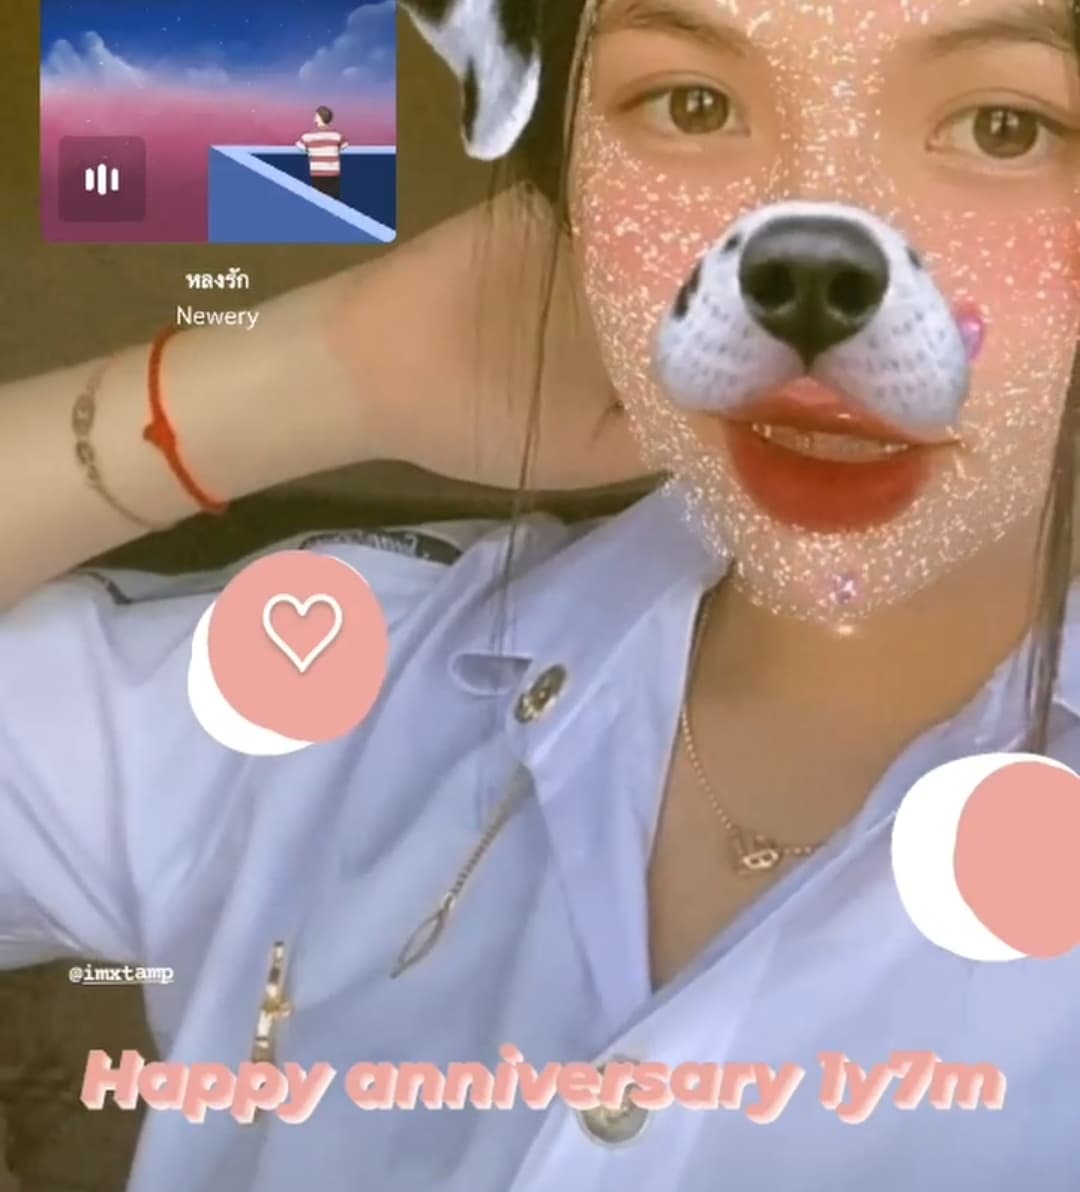 หลงรัก
Newery
@imxtamp
Happy anniversary 1y7m